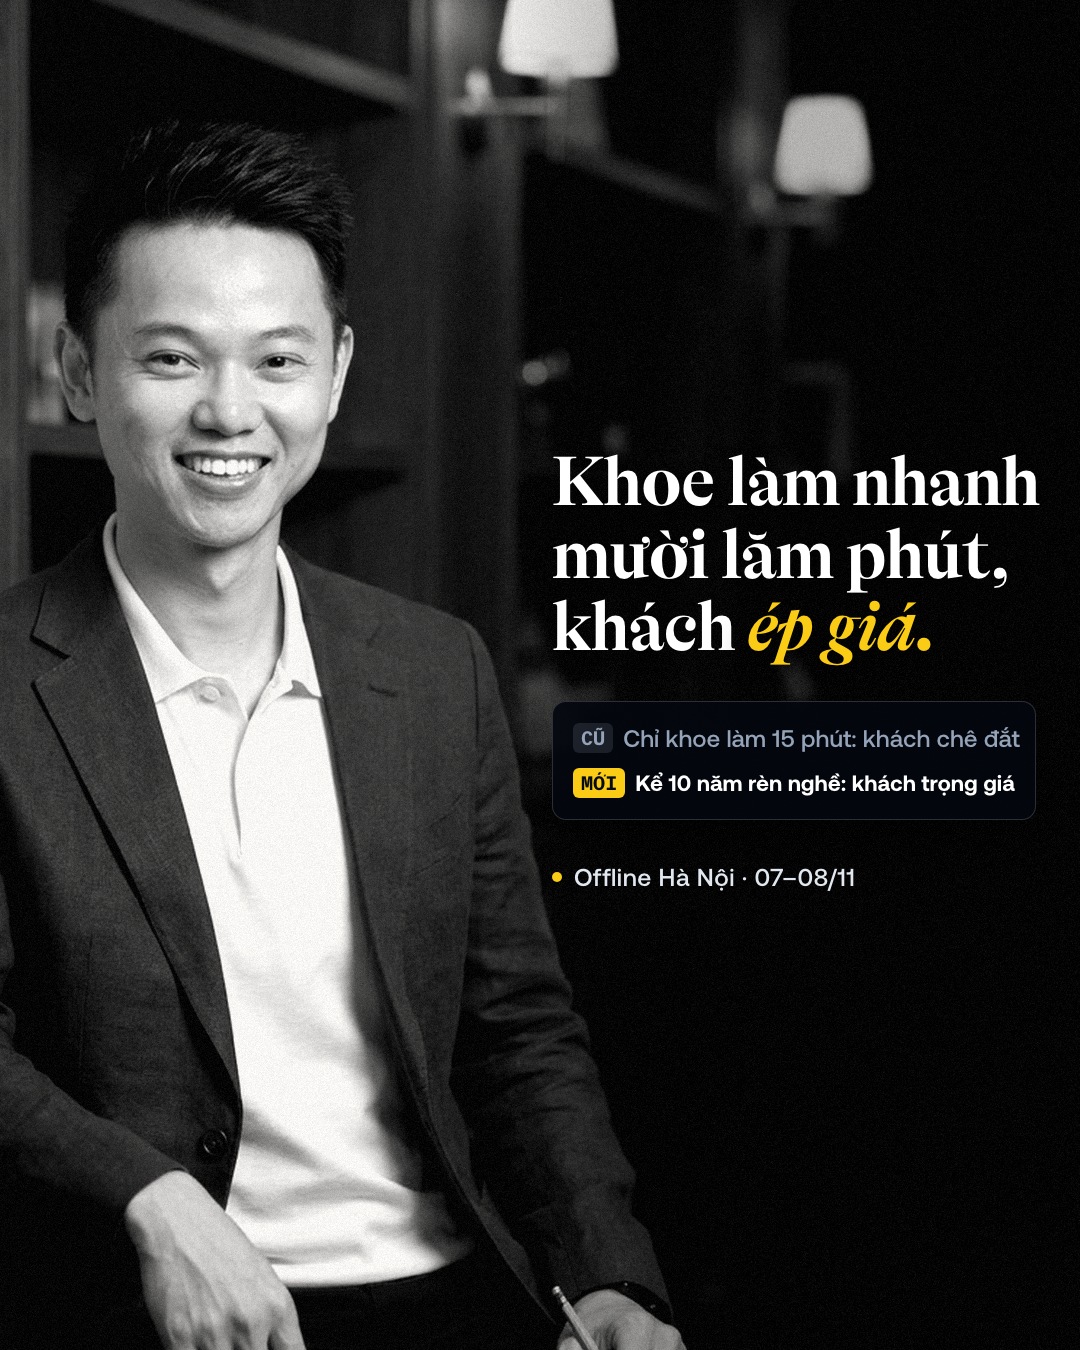 Khoe làm nhanh
mười lăm phút,
khách ép giá.
CŨ Chỉ khoe làm 15 phút: khách chê đắt
MỚI Kể 10 năm rèn nghề: khách trọng giá
Offline Hà Nội · 07–08/11